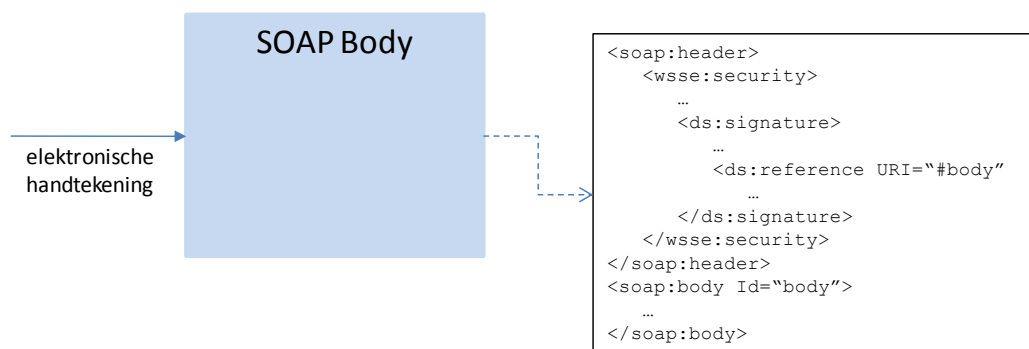 SOAP Body
elektronische
handtekening
<soap:header>
<wsse:security>
…
<ds:signature>
…
<ds:reference URI=“#body”
…
</ds:signature>
</wsse:security>
</soap:header>
<soap:body Id=“body”>
…
</soap:body>